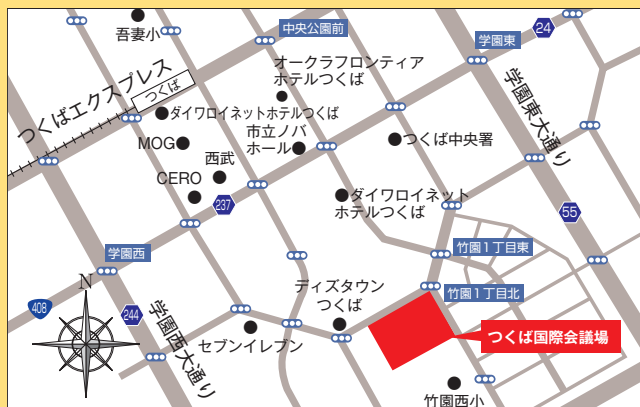 吾妻小
中央公園前
24
学園東
オークラフロンティア
ホテルつくば
つくばエクスプレス
つくば
ダイワロイネットホテルつくば
学園東大通り
MOG
市立ノバ
ホール
つくば中央署
西武
CERO
ダイワロイネット
ホテルつくば
237
55
学園西
竹園1丁目東
N
ディズタウン
つくば
竹園1丁目北
408
244
学園西大通り
セブンイレブン
つくば国際会議場
竹園西小